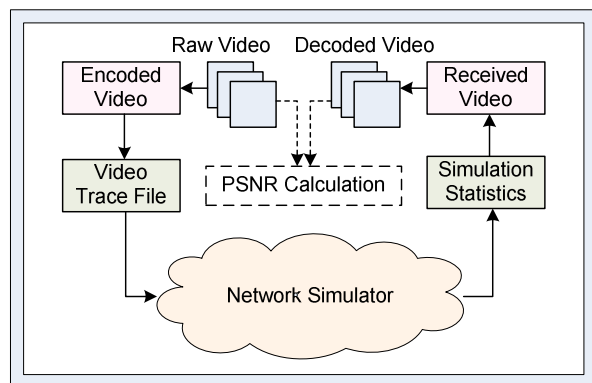 Raw Video
Decoded Video
Encoded
Video
Received
Video
Video
Trace File
PSNR Calculation
Simulation
Statistics
Network Simulator